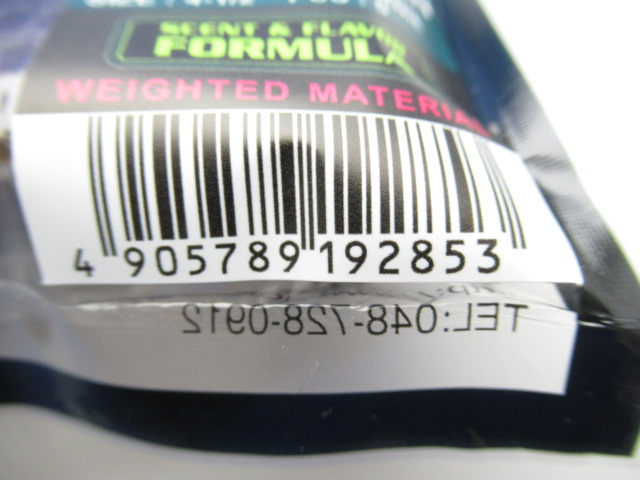 SCENT & FLAVOR
FORMULA
WEIGHTED MATERIAL
4 905789 192853
TEL:048-728-0912